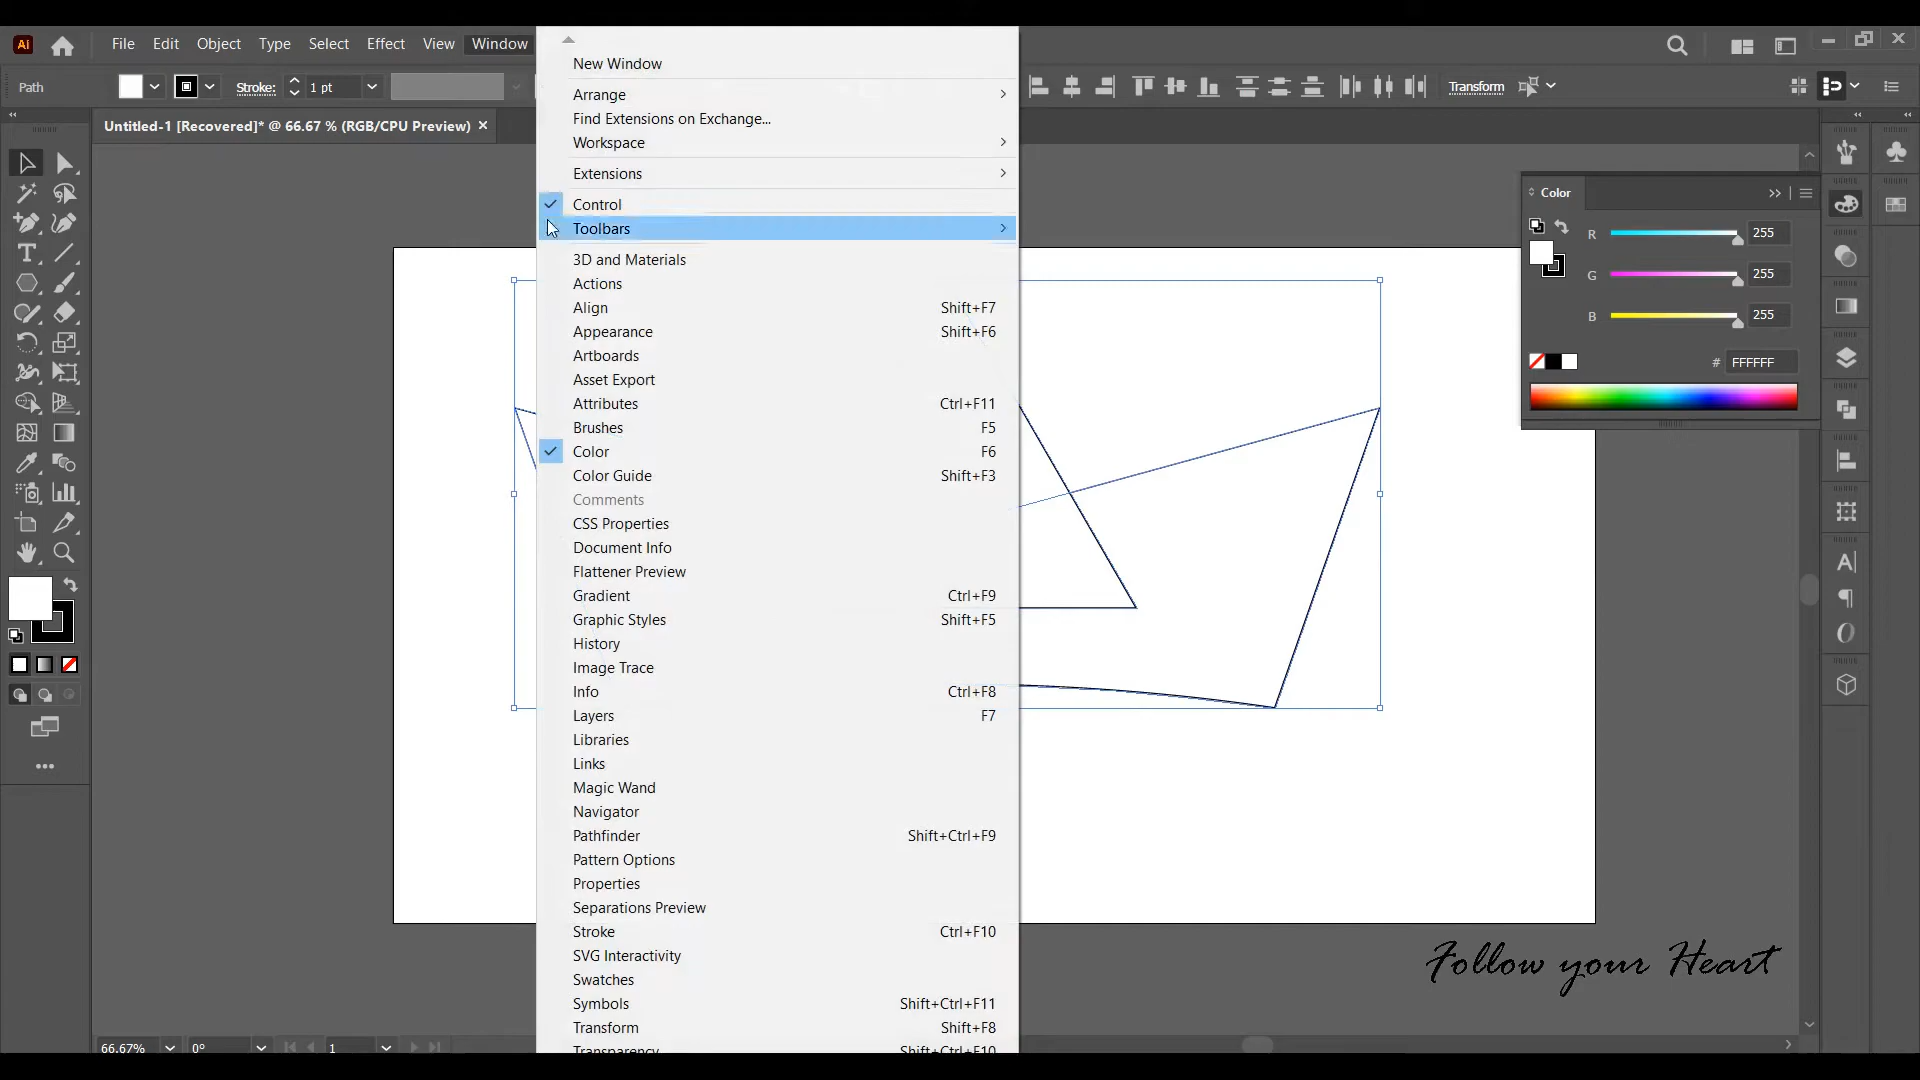 Ai File Edit Object Type Select Effect View Window
Path Stroke: 1 pt Transform
Untitled-1 [Recovered]* @ 66.67 % (RGB/CPU Preview) ×
New Window
Arrange
Find Extensions on Exchange...
Workspace
Extensions
Control
Toolbars
3D and Materials
Actions
Align Shift+F7
Appearance Shift+F6
Artboards
Asset Export
Attributes Ctrl+F11
Brushes F5
Color F6
Color Guide Shift+F3
Comments
CSS Properties
Document Info
Flattener Preview
Gradient Ctrl+F9
Graphic Styles Shift+F5
History
Image Trace
Info Ctrl+F8
Layers F7
Libraries
Links
Magic Wand
Navigator
Pathfinder Shift+Ctrl+F9
Pattern Options
Properties
Separations Preview
Stroke Ctrl+F10
SVG Interactivity
Swatches
Symbols Shift+Ctrl+F11
Transform Shift+F8
Transparency Shift+Ctrl+F10
Color
R 255
G 255
B 255
# FFFFFF
Follow your Heart
66.67% 0° 1